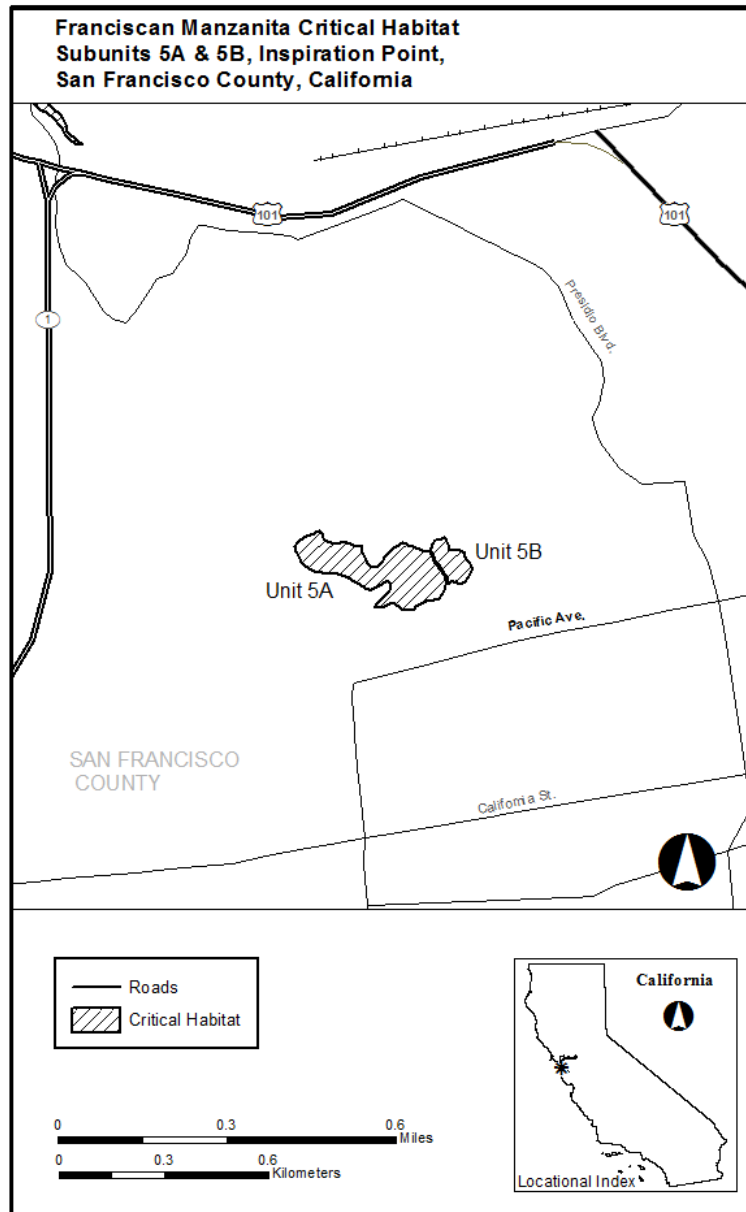 Franciscan Manzanita Critical Habitat
Subunits 5A & 5B, Inspiration Point,
San Francisco County, California
101
101
Presidio Blvd.
1
Unit 5B
Unit 5A
Pacific Ave.
SAN FRANCISCO
COUNTY
California St.
Roads
Critical Habitat
California
0 0.3 0.6
Miles
0 0.3 0.6
Kilometers
Locational Index